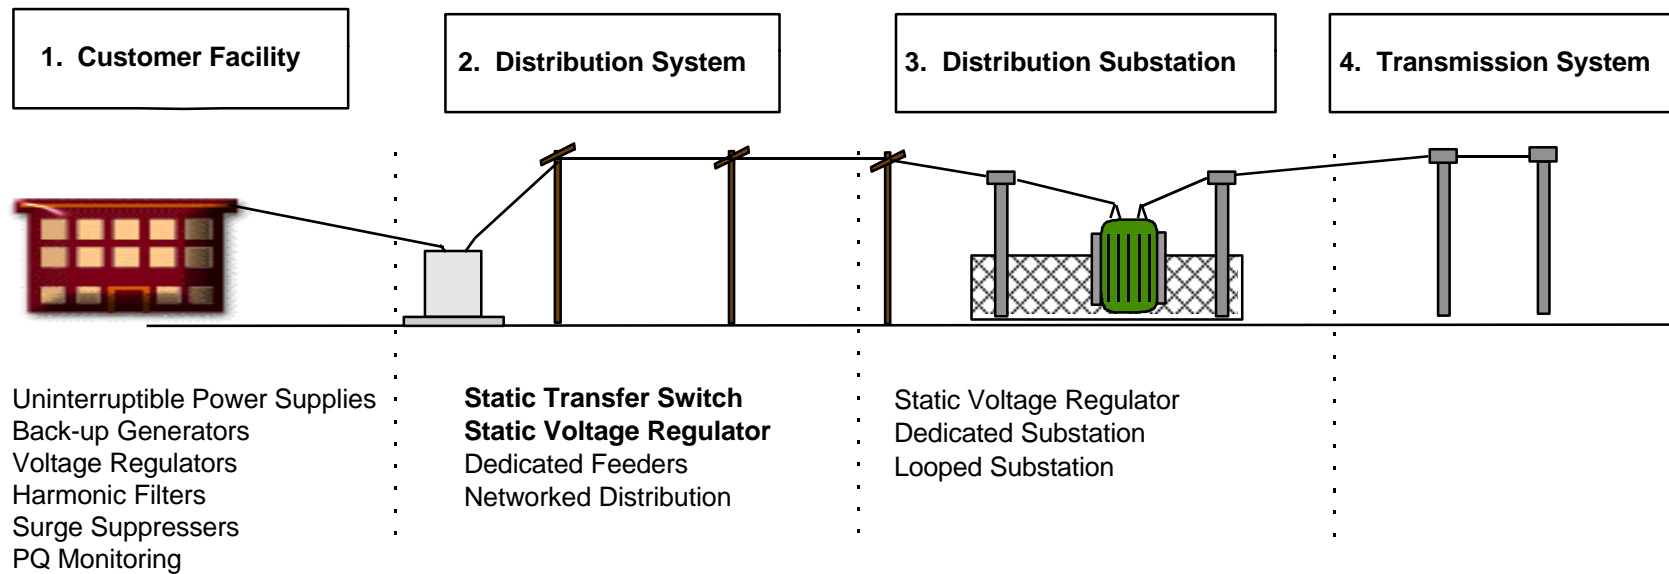 1. Customer Facility
2. Distribution System
3. Distribution Substation
4. Transmission System
Uninterruptible Power Supplies
Back-up Generators
Voltage Regulators
Harmonic Filters
Surge Suppressers
PQ Monitoring
Static Transfer Switch
Static Voltage Regulator
Dedicated Feeders
Networked Distribution
Static Voltage Regulator
Dedicated Substation
Looped Substation